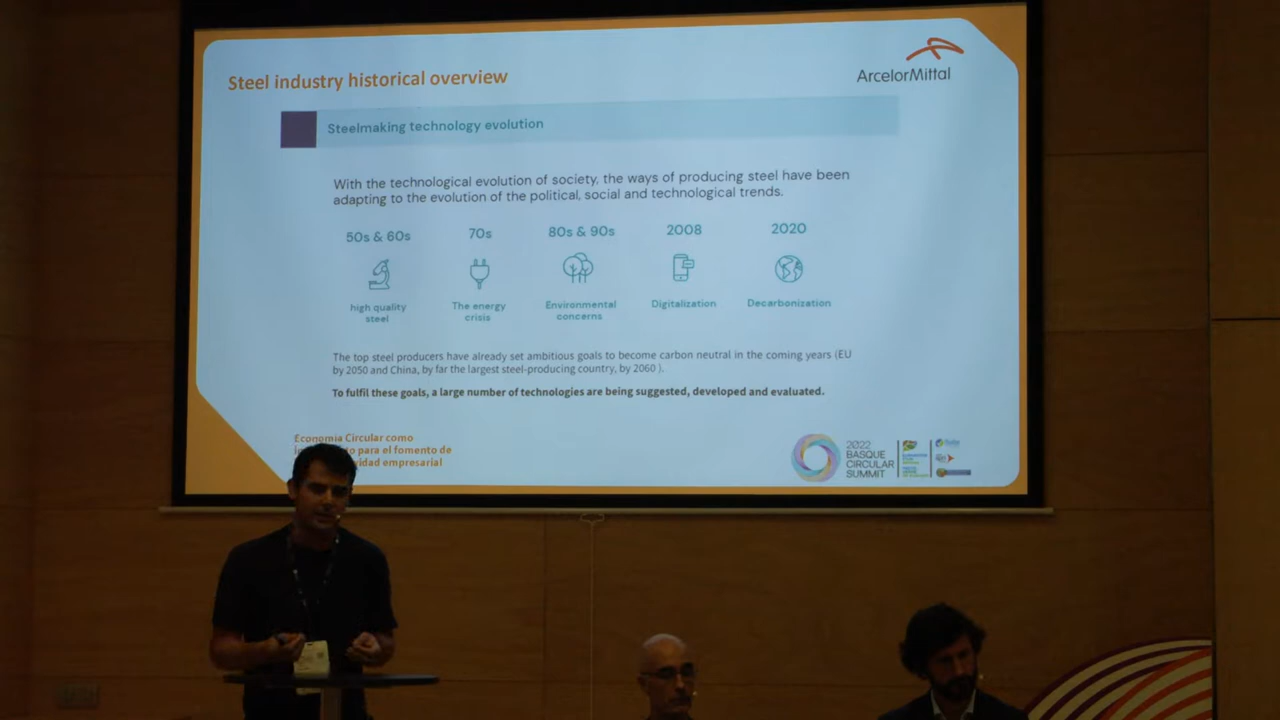 Steel industry historical overview
ArcelorMittal
Steelmaking technology evolution
With the technological evolution of society, the ways of producing steel have been
adapting to the evolution of the political, social and technological trends.
50s & 60s
70s
80s & 90s
2008
2020
high quality
steel
The energy
crisis
Environmental
concerns
Digitalization
Decarbonization
The top steel producers have already set ambitious goals to become carbon neutral in the coming years (EU
by 2050 and China, by far the largest steel-producing country, by 2060 ).
To fulfil these goals, a large number of technologies are being suggested, developed and evaluated.
Economia Circular como
para el fomento de
empresarial
2022
BASQUE
CIRCULAR
SUMMIT